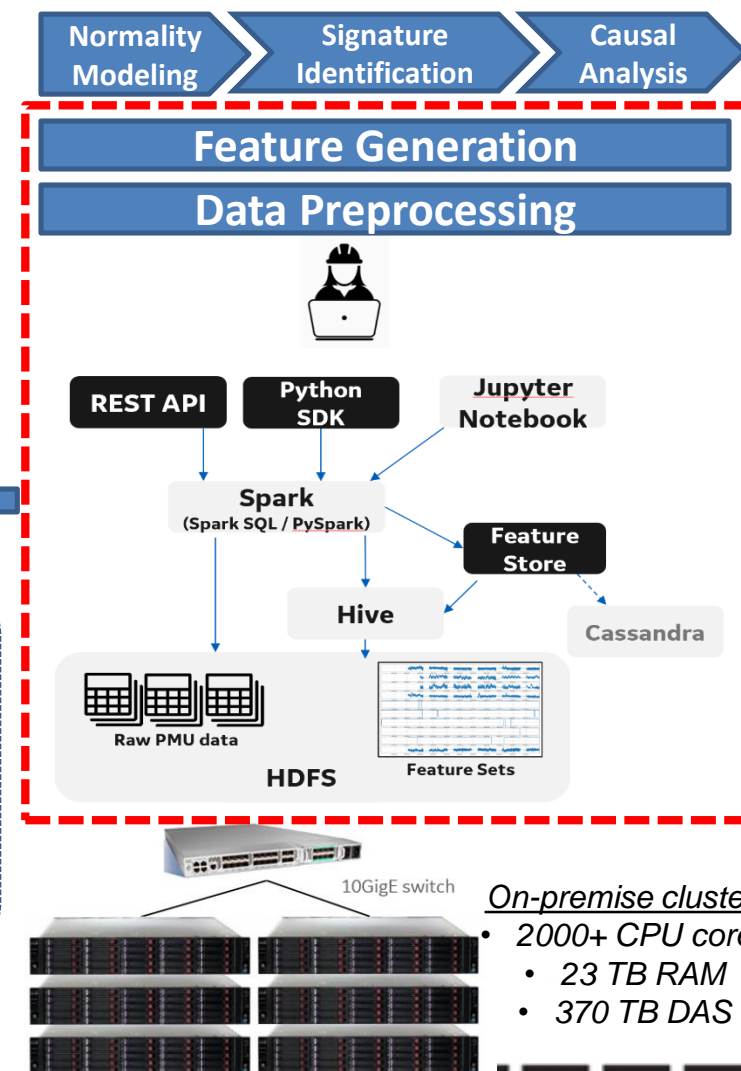 Normality
Modeling
Signature
Identification
Causal
Analysis
Feature Generation
Data Preprocessing
REST API
Python
SDK
Jupyter
Notebook
Spark
(Spark SQL / PySpark)
Feature
Store
Hive
Cassandra
Raw PMU data
Feature Sets
HDFS
10GigE switch
On-premise cluste
• 2000+ CPU core
• 23 TB RAM
• 370 TB DAS